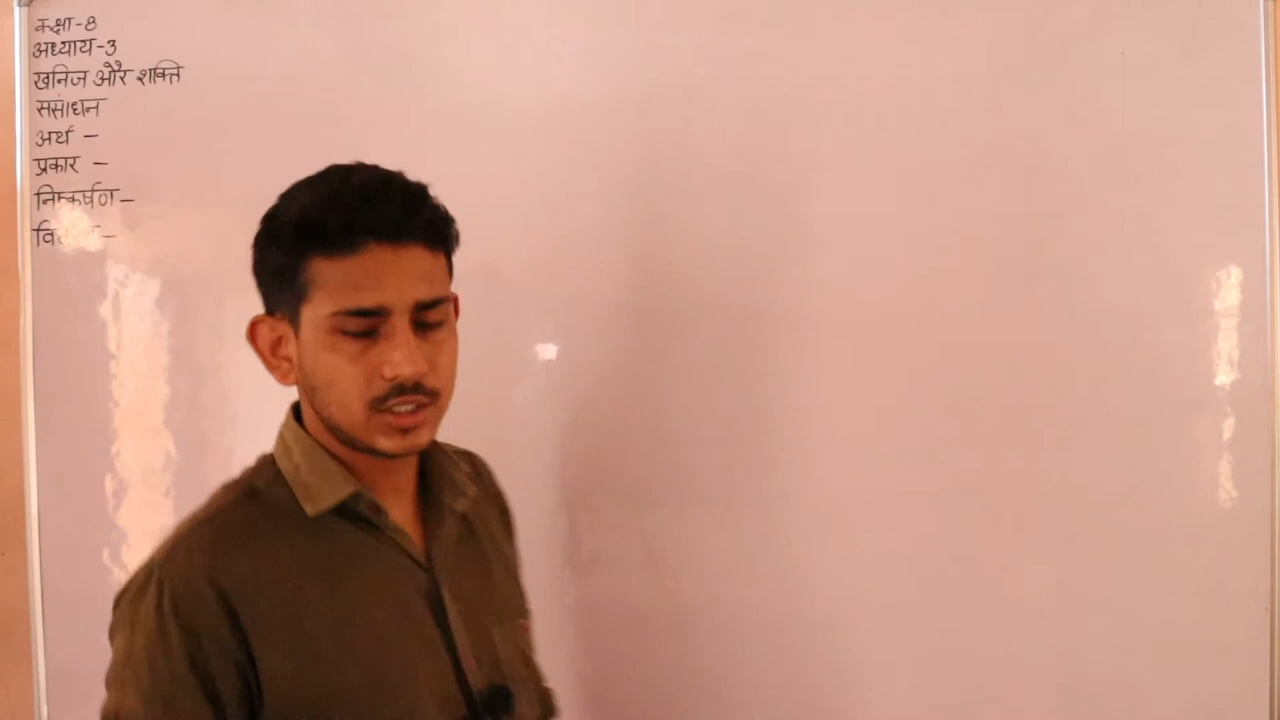 कक्षा-8
अध्याय-3
खनिज और शक्ति
संसाधन
अर्थ -
प्रकार -
निष्कर्षण-